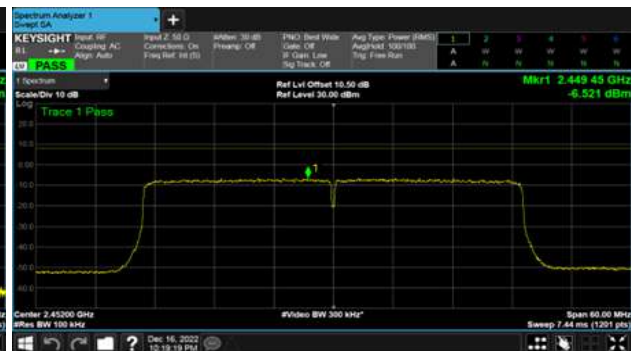 Spectrum Analyzer 1
Swept SA
KEYSIGHT
Input: RF
Coupling: AC
Align: Auto
Input Z: 50 Ω
Corrections: On
Freq Ref: Int (S)
#Atten: 30 dB
Preamp: Off
PNO: Best Wide
Gate: Off
IF Gain: Low
Sig Track: Off
Avg Type: Power (RMS)
Avg|Hold: 100/100
Trig: Free Run
1 2 3 4 5 6
A W W W W W
A N N N N N
PASS
1 Spectrum
Scale/Div 10 dB
Ref Lvl Offset 10.50 dB
Ref Level 30.00 dBm
Mkr1 2.449 45 GHz
-6.521 dBm
Log
Trace 1 Pass
20.0
10.0
0.00
-10.0
-20.0
-30.0
-40.0
-50.0
-60.0
1
Center 2.45200 GHz
#Res BW 100 kHz
#Video BW 300 kHz*
Span 60.00 MHz
Sweep 7.44 ms (1201 pts)
Dec 16, 2022
10:19:19 PM